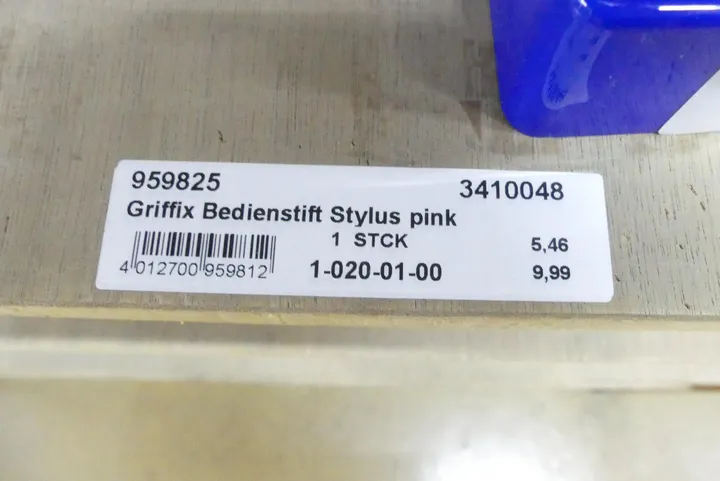 959825 3410048
Griffix Bedienstift Stylus pink
1 STCK 5,46
4 012700 959812 1-020-01-00 9,99